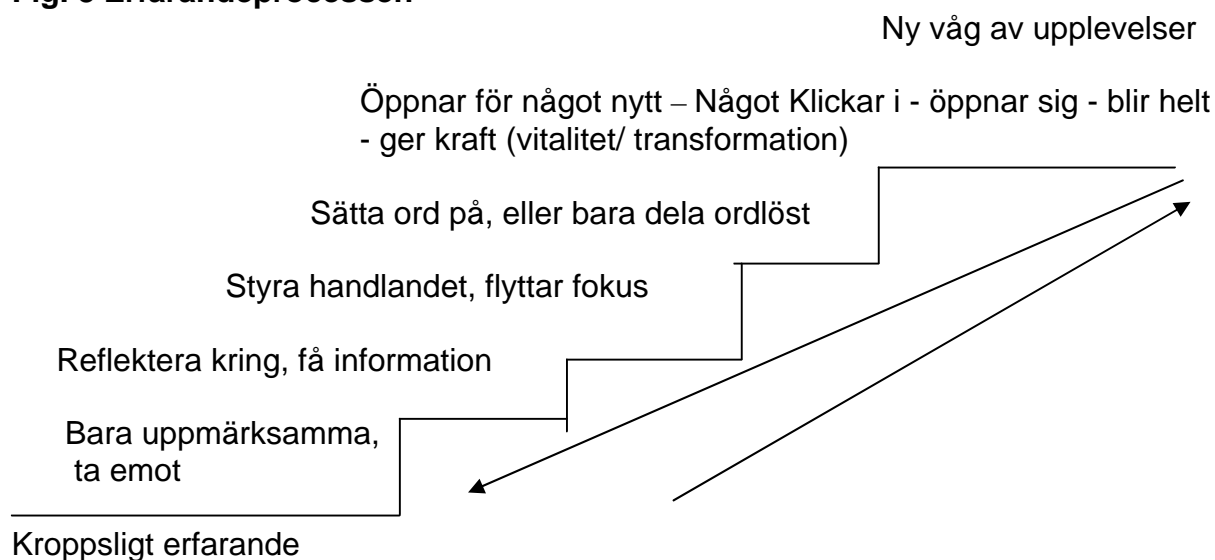 Fig. Erfarandeprocessen
Ny våg av upplevelser
Öppnar för något nytt – Något Klickar i - öppnar sig - blir helt
- ger kraft (vitalitet/ transformation)
Sätta ord på, eller bara dela ordlöst
Styra handlandet, flyttar fokus
Reflektera kring, få information
Bara uppmärksamma,
ta emot
Kroppsligt erfarande